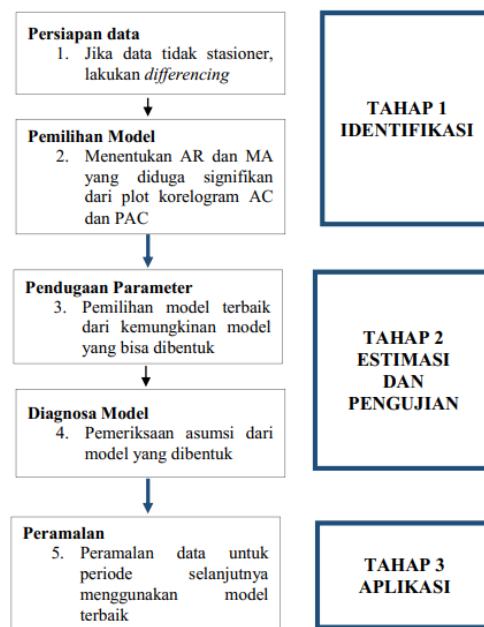 Persiapan data
1. Jika data tidak stasioner,
lakukan differencing
TAHAP 1
IDENTIFIKASI
Pemilihan Model
2. Menentukan AR dan MA
yang diduga signifikan
dari plot korelogram AC
dan PAC
Pendugaan Parameter
3. Pemilihan model terbaik
dari kemungkinan model
yang bisa dibentuk
TAHAP 2
ESTIMASI
DAN
PENGUJIAN
Diagnosa Model
4. Pemeriksaan asumsi dari
model yang dibentuk
Peramalan
5. Peramalan data untuk
periode selanjutnya
menggunakan model
terbaik
TAHAP 3
APLIKASI